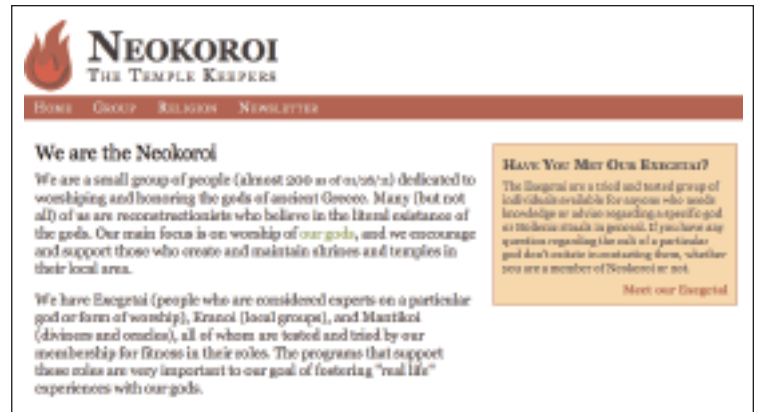 NEOKOROI
THE TEMPLE KEEPERS
HOME GROUP RELIGION NEWSLETTER
We are the Neokoroi
We are a small group of people (almost 200 as of 01/26/11) dedicated to
worshiping and honoring the gods of ancient Greece. Many (but not
all) of us are reconstructionists who believe in the literal existance of
the gods. Our main focus is on worship of our gods, and we encourage
and support those who create and maintain shrines and temples in
their local area.
We have Exegetai (people who are considered experts on a particular
god or form of worship), Eranoi (local groups), and Mantikoi
(diviners and oracles), all of whom are tested and tried by our
membership for fitness in their roles. The programs that support
these roles are very important to our goal of fostering "real life"
experiences with our gods.
HAVE YOU MET OUR EXEGETAI?
The Exegetai are a tried and tested group of
individuals available for anyone who needs
knowledge or advice regarding a specific god
or Hellenic rituals in general. If you have any
question regarding the cult of a particular
god don't hesitate in contacting them, whether
you are a member of Neokoroi or not.
Meet our Exegetai